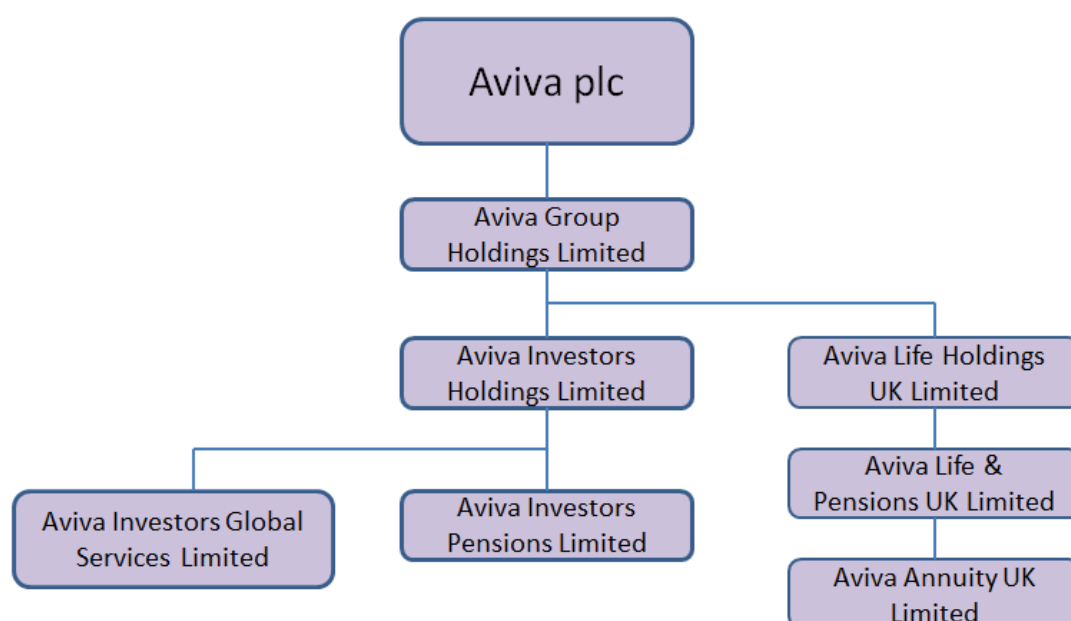 Aviva plc
Aviva Group
Holdings Limited
Aviva Investors
Holdings Limited
Aviva Life Holdings
UK Limited
Aviva Investors Global
Services Limited
Aviva Investors
Pensions Limited
Aviva Life &
Pensions UK Limited
Aviva Annuity UK
Limited